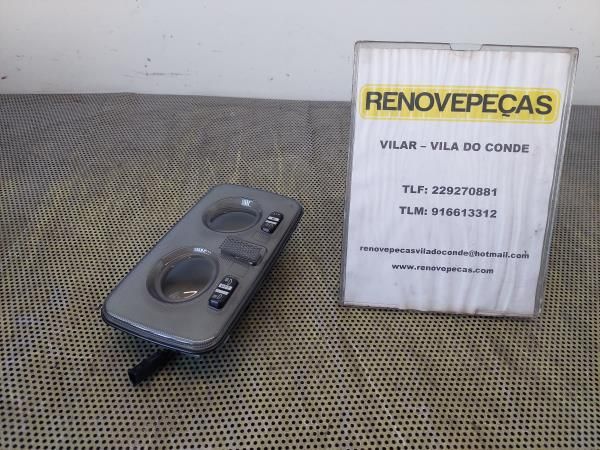 RENOVEPEÇAS
VILAR – VILA DO CONDE
TLF: 229270881
TLM: 916613312
renovepecasviladoconde@hotmail.com
www.renovepecas.com